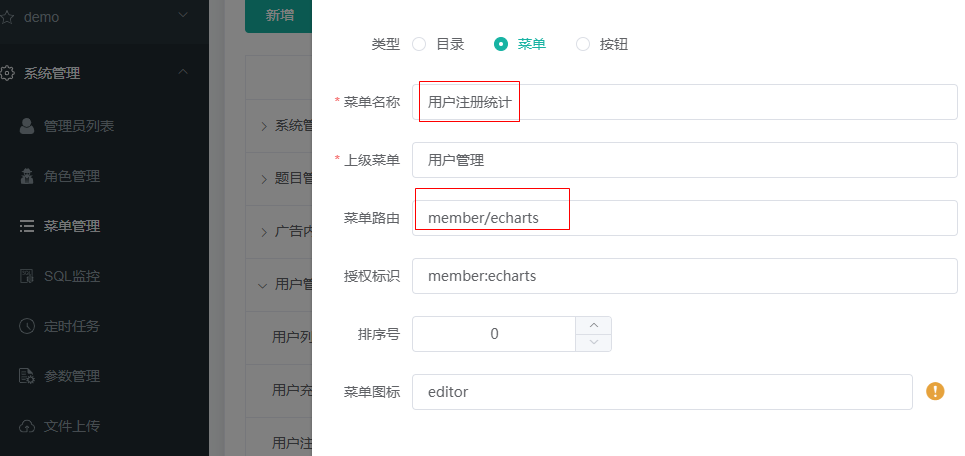 demo
系统管理
管理员列表
角色管理
菜单管理
SQL监控
定时任务
参数管理
文件上传
新增
系统管
题目管
广告内
用户管
用户列
用户充
用户注
类型 目录 菜单 按钮
* 菜单名称 用户注册统计
* 上级菜单 用户管理
菜单路由 member/echarts
授权标识 member:echarts
排序号 0
菜单图标 editor